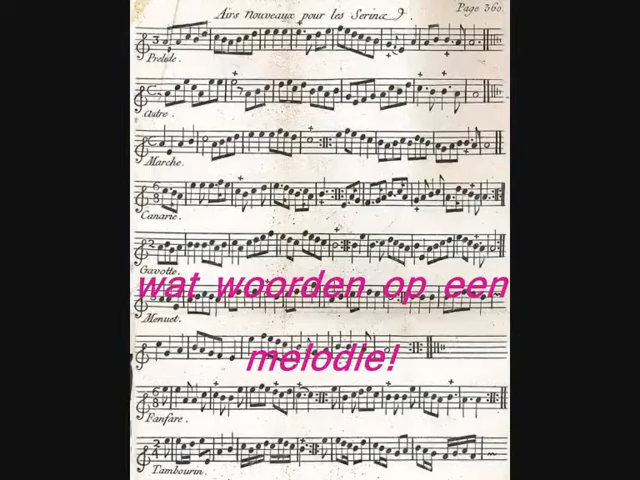 Airs Nouveaux pour les Serins.
Page 360
Prelude.
Autre.
Marche.
Canarie.
Gavotte.
wat woorden op een
Menuet.
melodie!
Fanfare.
Tambourin.